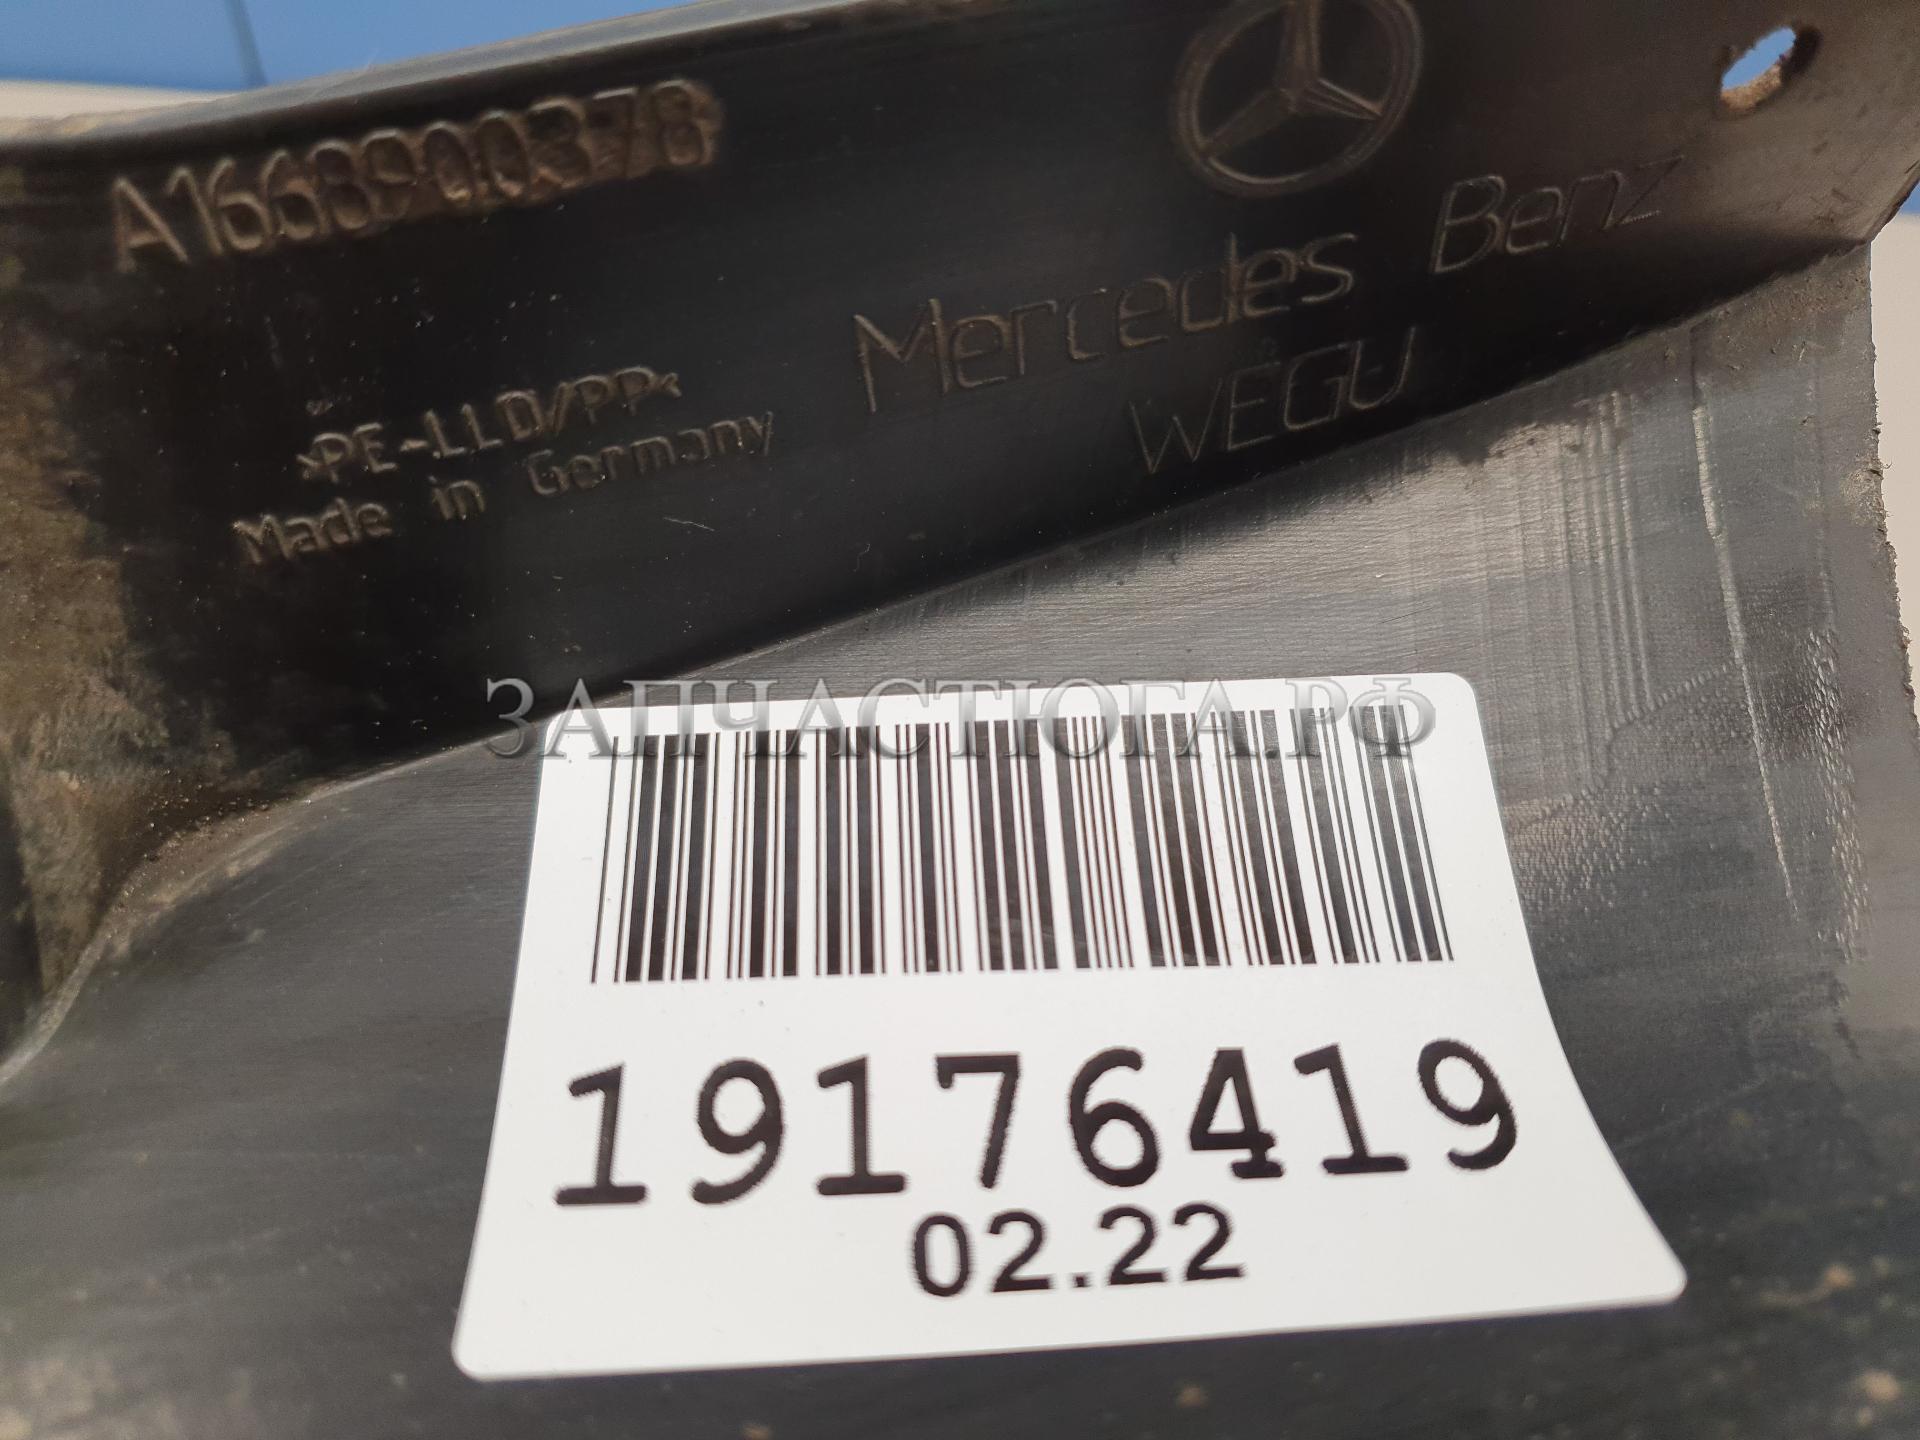 A1668900378
Mercedes Benz
WEGU
>PE-LLD/PP<
Made in Germany
ЗАПЧАСТЮГА.РФ
19176419
02.22